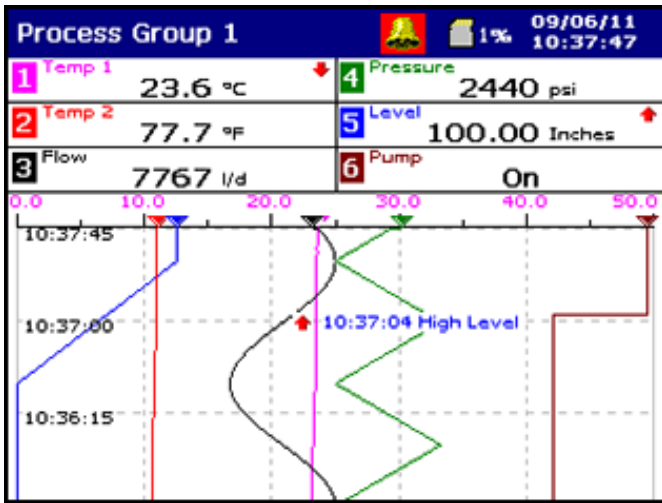 Process Group 1
1%
09/06/11
10:37:47
1 Temp 1
23.6 °C
4 Pressure
2440 psi
2 Temp 2
77.7 °F
5 Level
100.00 Inches
3 Flow
7767 l/d
6 Pump
On
0.0 10.0 20.0 30.0 40.0 50.0
10:37:45
10:37:00
10:37:04 High Level
10:36:15